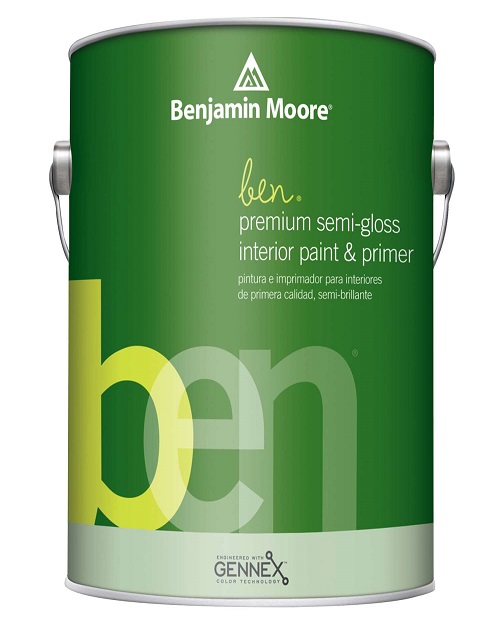 Benjamin Moore®
ben®
premium semi-gloss
interior paint & primer
pintura e imprimador para interiores
de primera calidad, semi-brillante
ben®
ENGINEERED WITH
GENNEX
COLOR TECHNOLOGY